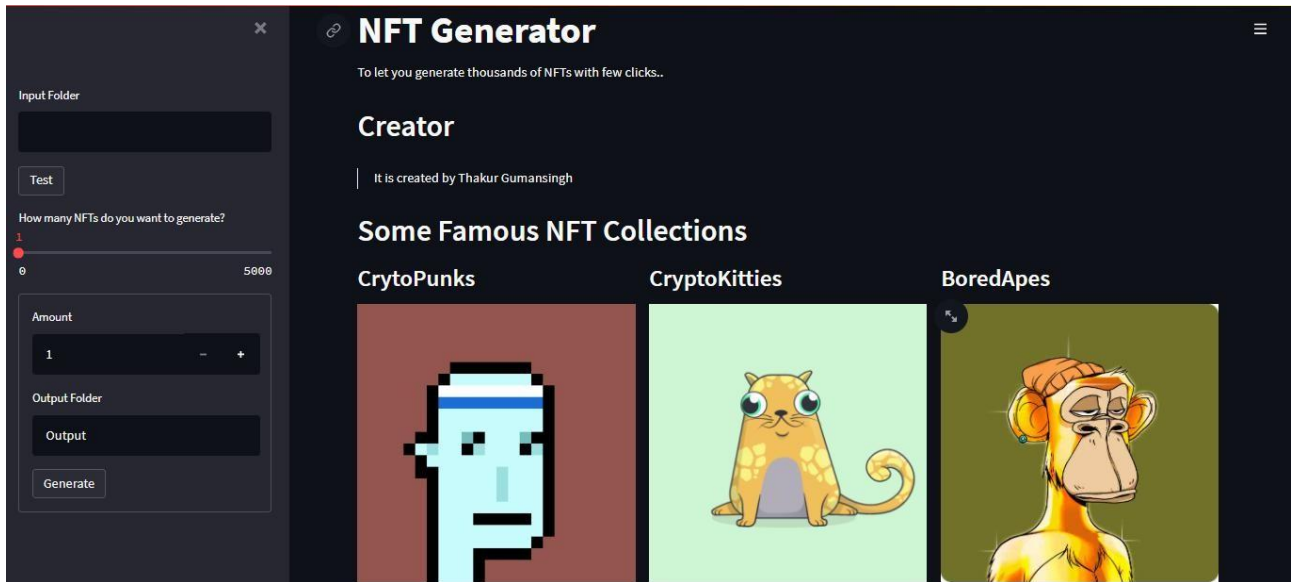 Input Folder
Test
How many NFTs do you want to generate?
1
0 5000
Amount
1 − +
Output Folder
Output
Generate
NFT Generator
To let you generate thousands of NFTs with few clicks..
Creator
It is created by Thakur Gumansingh
Some Famous NFT Collections
CrytoPunks CryptoKitties BoredApes